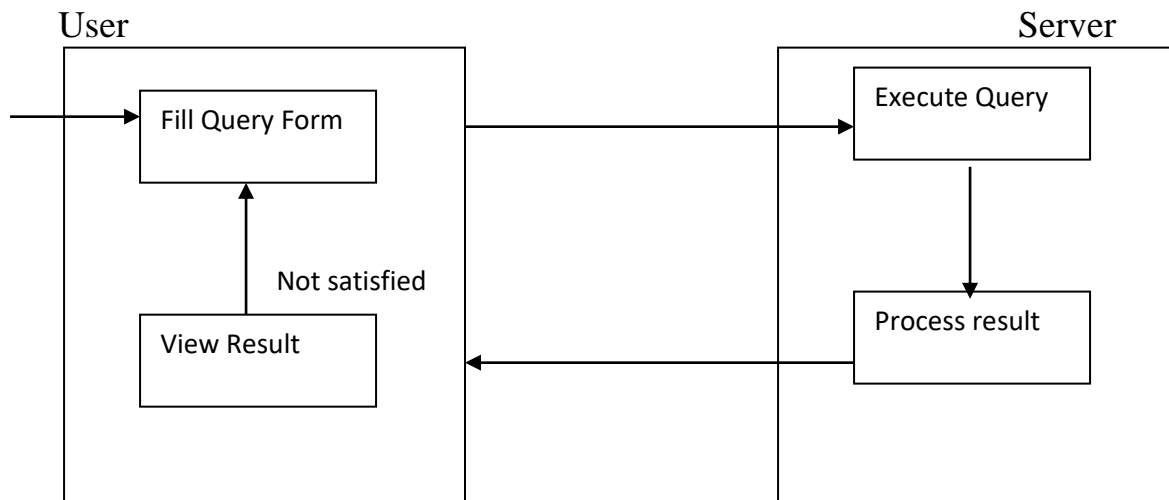 User
Server
Fill Query Form
Execute Query
Not satisfied
View Result
Process result